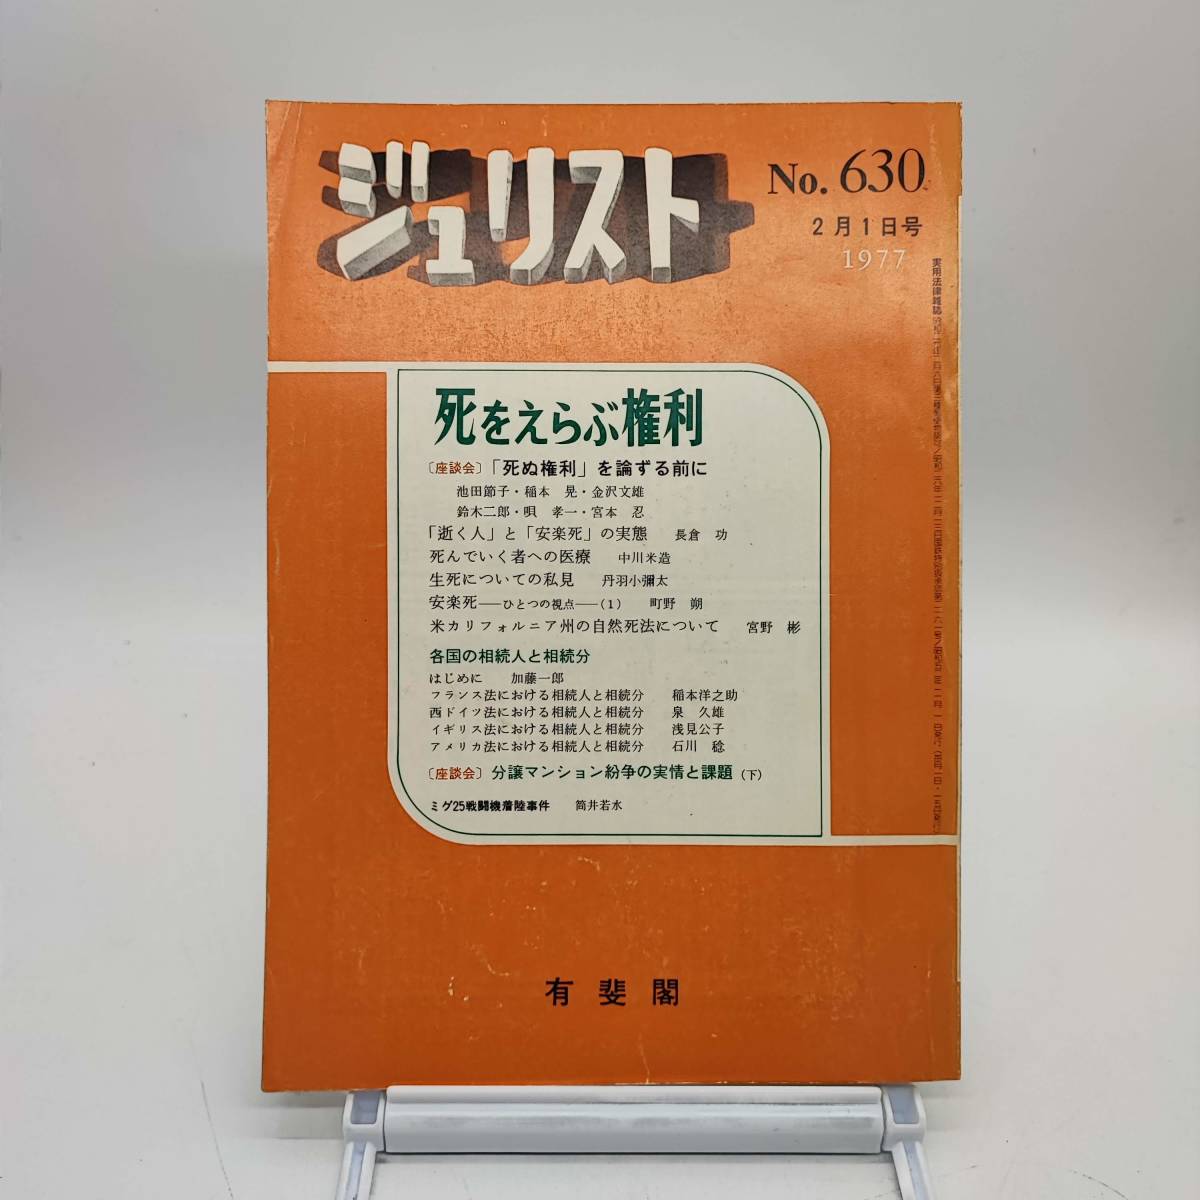 ジュリスト
No. 630
2月1日号
1977
実用法律雑誌
死をえらぶ権利
〔座談会〕「死ぬ権利」を論ずる前に
池田節子・稲本 晃・金沢文雄
鈴木二郎・唄 孝一・宮本 忍
「逝く人」と「安楽死」の実態 長倉 功
死んでいく者への医療 中川米造
生死についての私見 丹羽小彌太
安楽死――ひとつの視点――(1) 町野 朔
米カリフォルニア州の自然死法について 宮野 彬
各国の相続人と相続分
はじめに 加藤一郎
フランス法における相続人と相続分 稲本洋之助
西ドイツ法における相続人と相続分 泉 久雄
イギリス法における相続人と相続分 浅見公子
アメリカ法における相続人と相続分 石川 稔
〔座談会〕分譲マンション紛争の実情と課題(下)
ミグ25戦闘機着陸事件 筒井若水
有斐閣